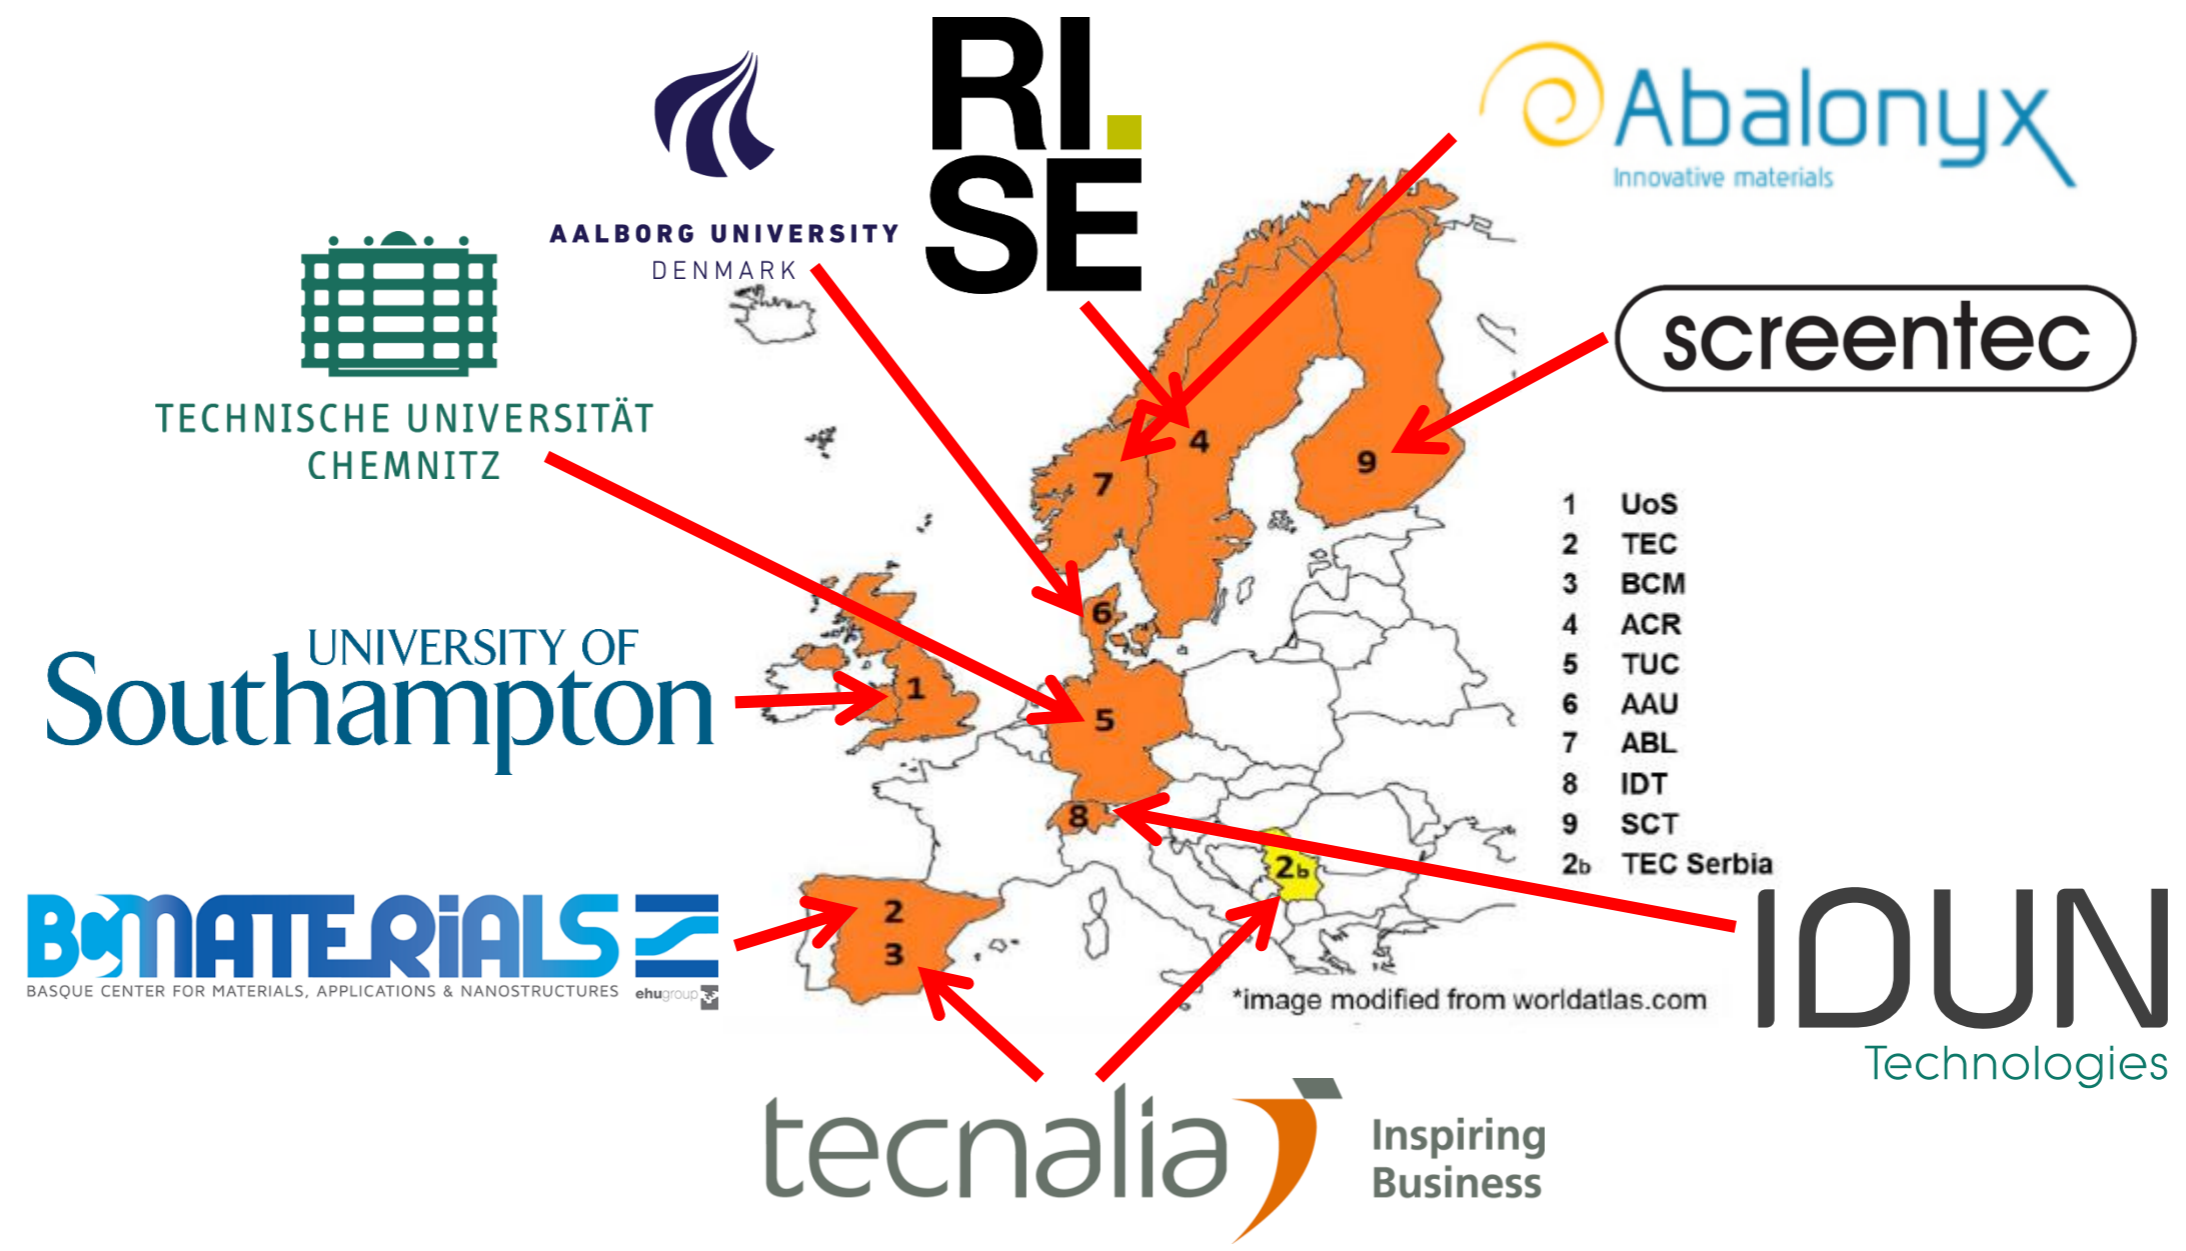 RI.
SE
Abalonyx
Innovative materials
AALBORG UNIVERSITY
DENMARK
screentec
TECHNISCHE UNIVERSITÄT
CHEMNITZ
UNIVERSITY OF
Southampton
4
9
7
6
1
5
8
2b
2
3
1 UoS
2 TEC
3 BCM
4 ACR
5 TUC
6 AAU
7 ABL
8 IDT
9 SCT
2b TEC Serbia
BCMATERiALS
BASQUE CENTER FOR MATERIALS, APPLICATIONS & NANOSTRUCTURES ehugroup
*image modified from worldatlas.com
IDUN
Technologies
tecnalia
Inspiring
Business